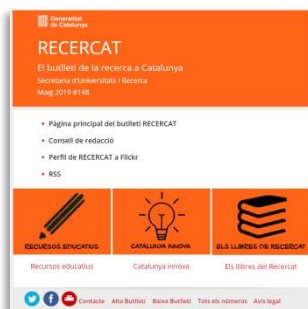 Generalitat
de Catalunya
RECERCAT
El butlletí de la recerca a Catalunya
Secretaria d'Universitats i Recerca
Maig 2019 #148
Pàgina principal del butlletí RECERCAT
Consell de redacció
Perfil de RECERCAT a Flickr
RSS
RECURSOS EDUCATIUS
CATALUNYA INNOVA
ELS LLIBRES DE RECERCAT
Recursos educatius
Catalunya innova
Els llibres del Recercat
Contacte Alta Butlletí Baixa Butlletí Tots els números Avís legal